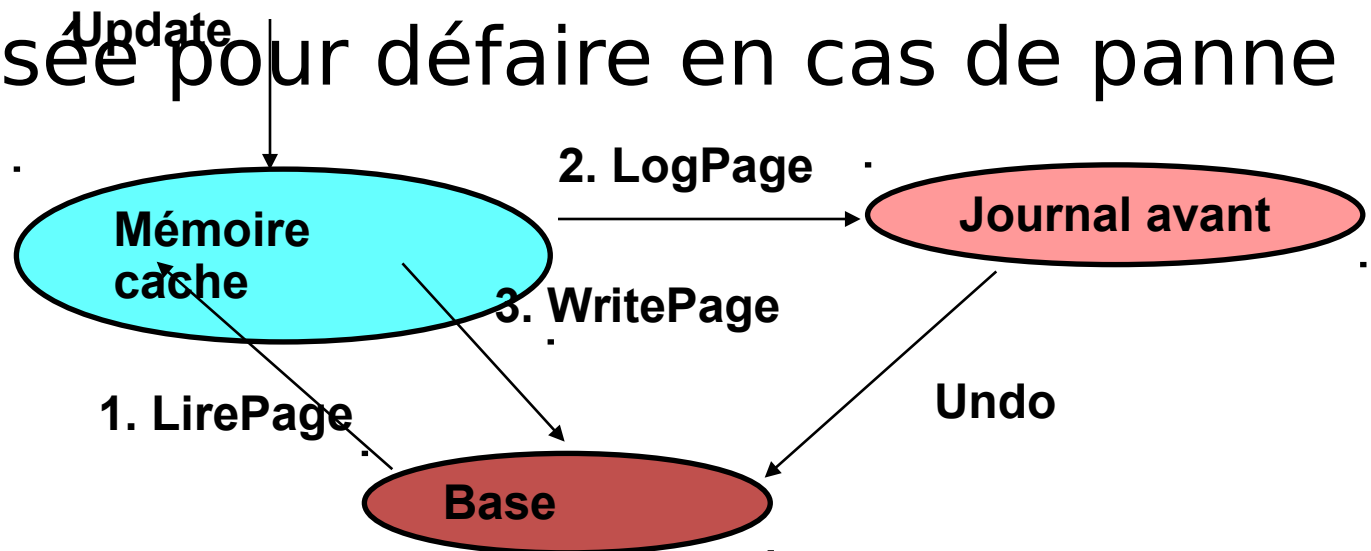 Update
sée pour défaire en cas de panne
2. LogPage
Journal avant
Mémoire
cache
3. WritePage
1. LirePage
Undo
Base